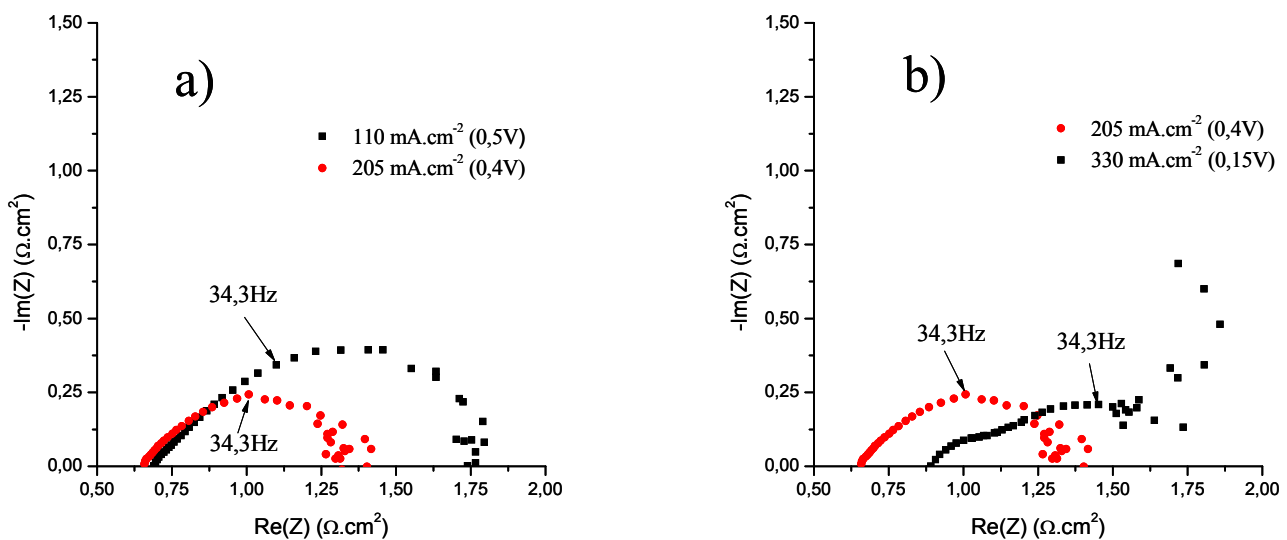 a)
110 mA.cm⁻² (0,5V)
205 mA.cm⁻² (0,4V)
34,3Hz
34,3Hz
-Im(Z) (Ω.cm²)
1,50
1,25
1,00
0,75
0,50
0,25
0,00
0,50
0,75
1,00
1,25
1,50
1,75
2,00
Re(Z) (Ω.cm²)
b)
205 mA.cm⁻² (0,4V)
330 mA.cm⁻² (0,15V)
34,3Hz
34,3Hz
-Im(Z) (Ω.cm²)
1,50
1,25
1,00
0,75
0,50
0,25
0,00
0,50
0,75
1,00
1,25
1,50
1,75
2,00
Re(Z) (Ω.cm²)